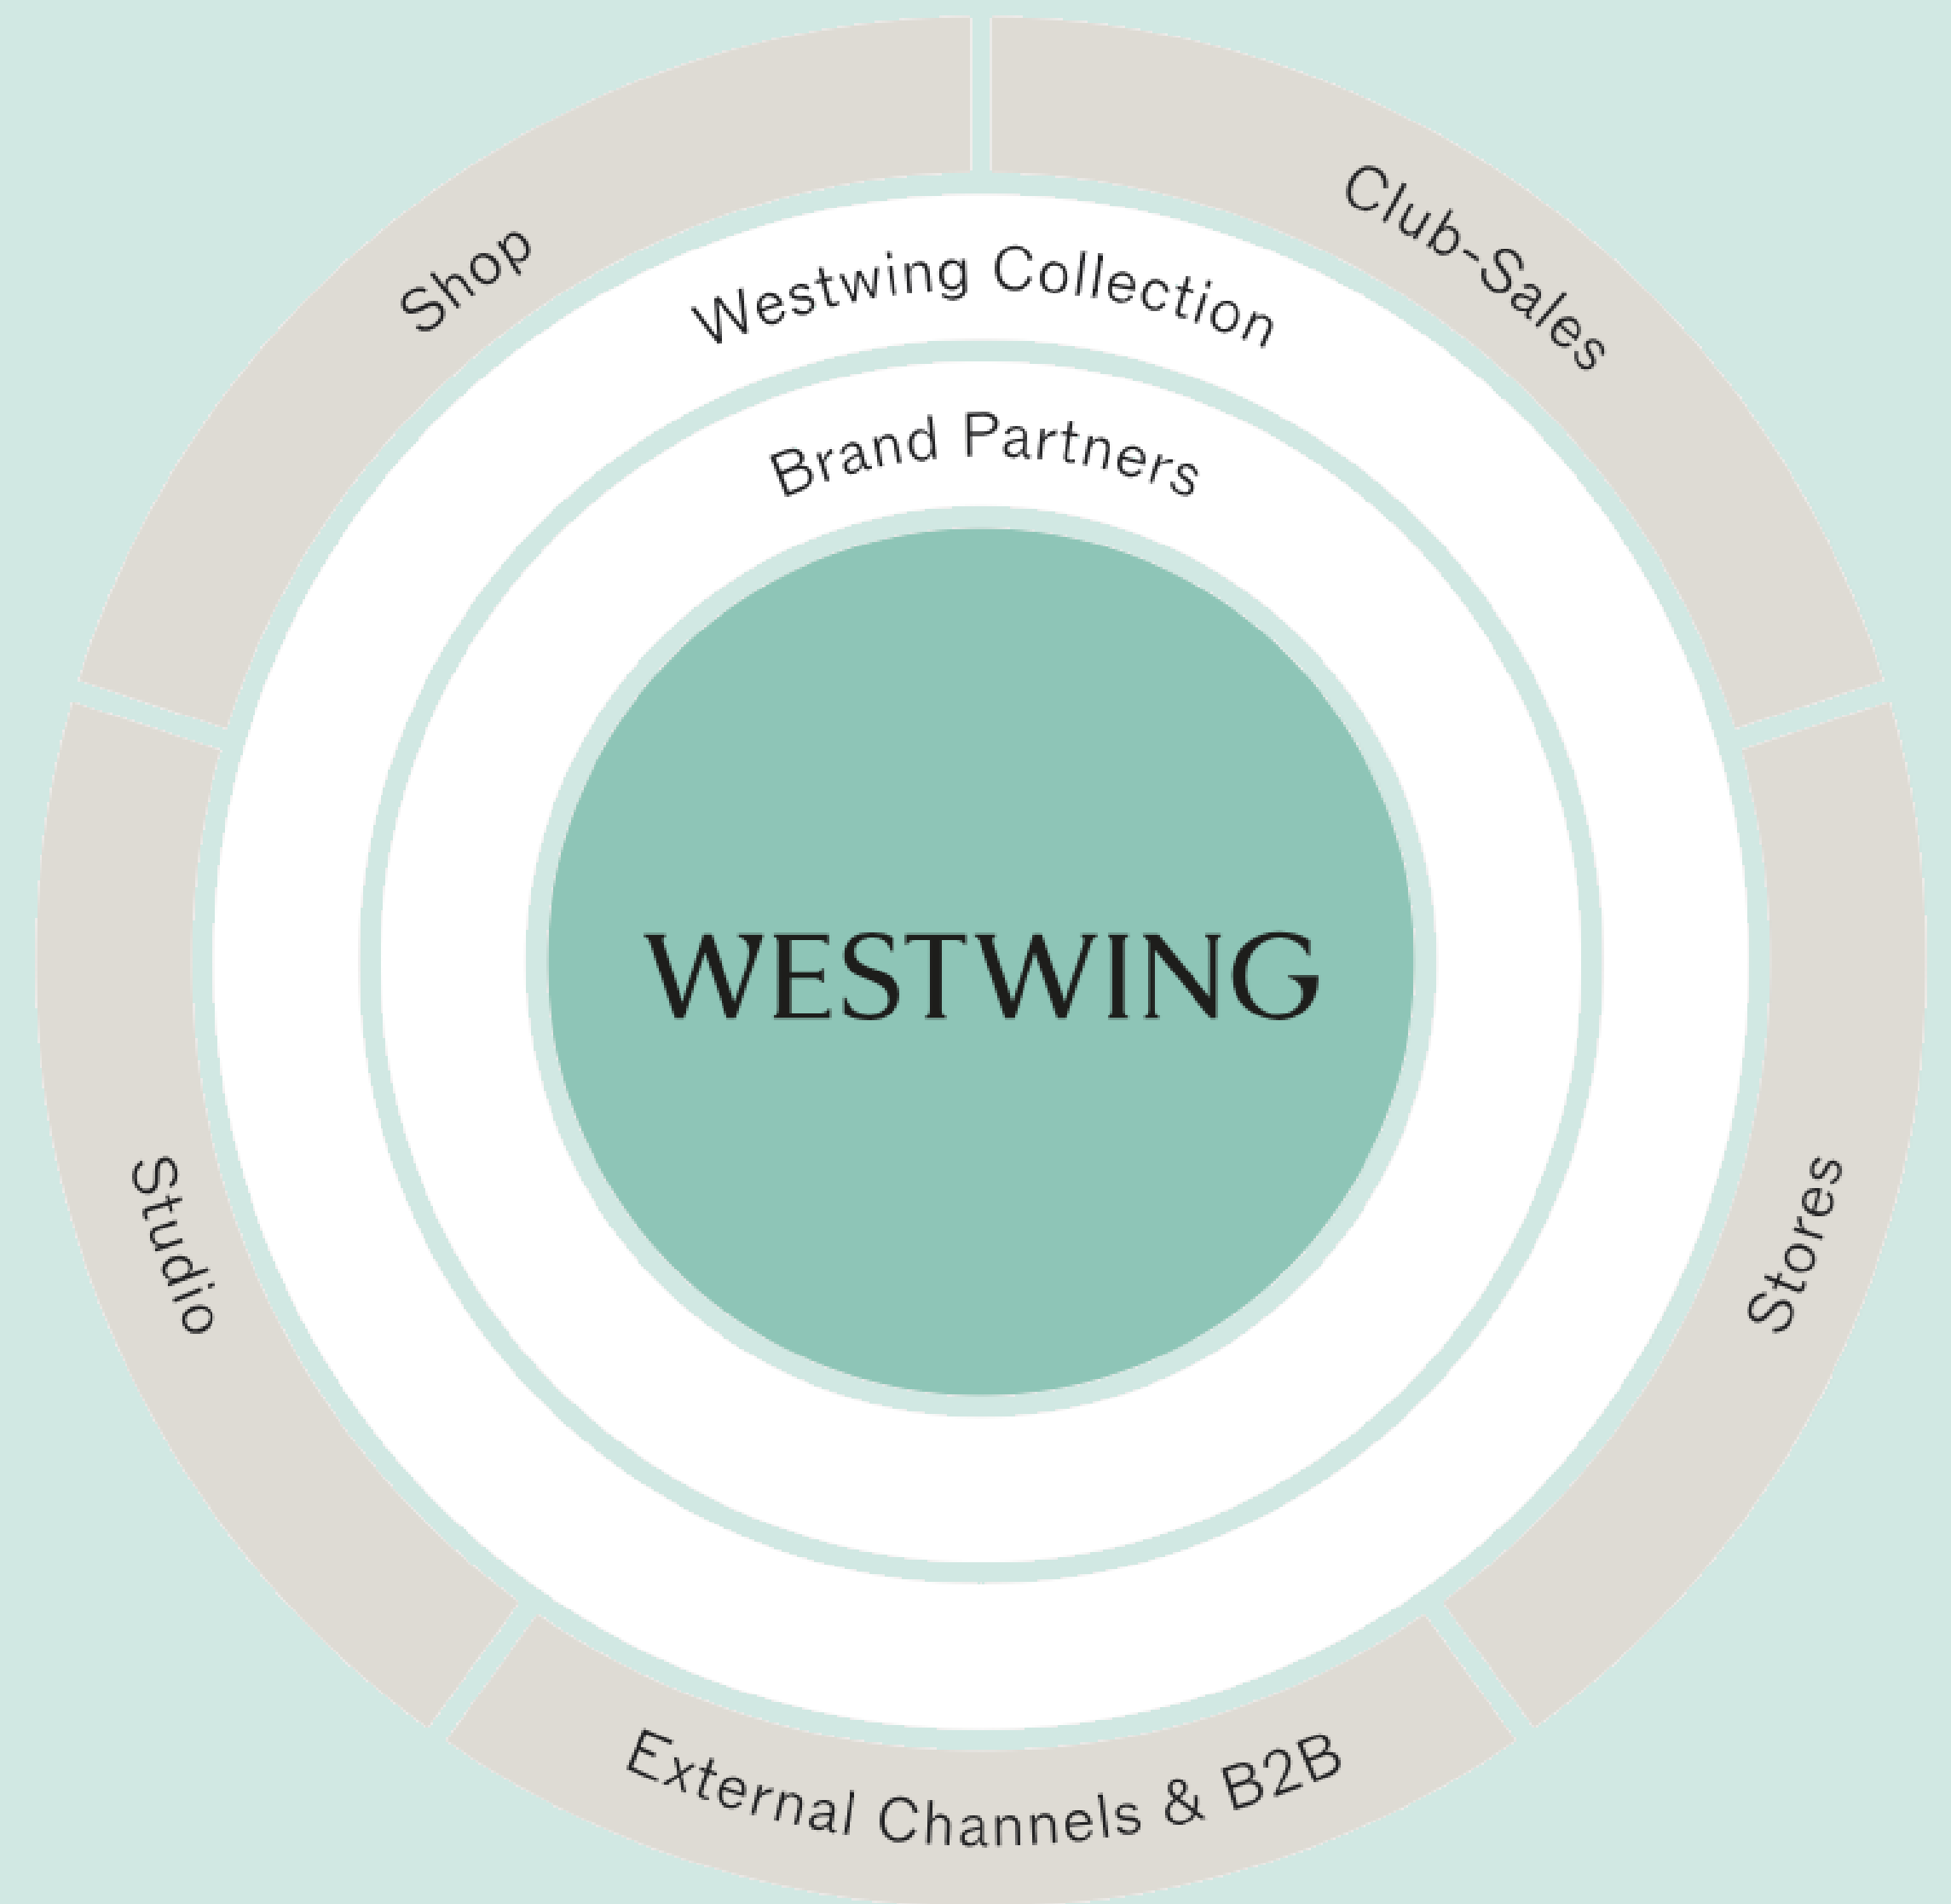 Shop
Club-Sales
Westwing Collection
Brand Partners
WESTWING
Studio
Stores
External Channels & B2B